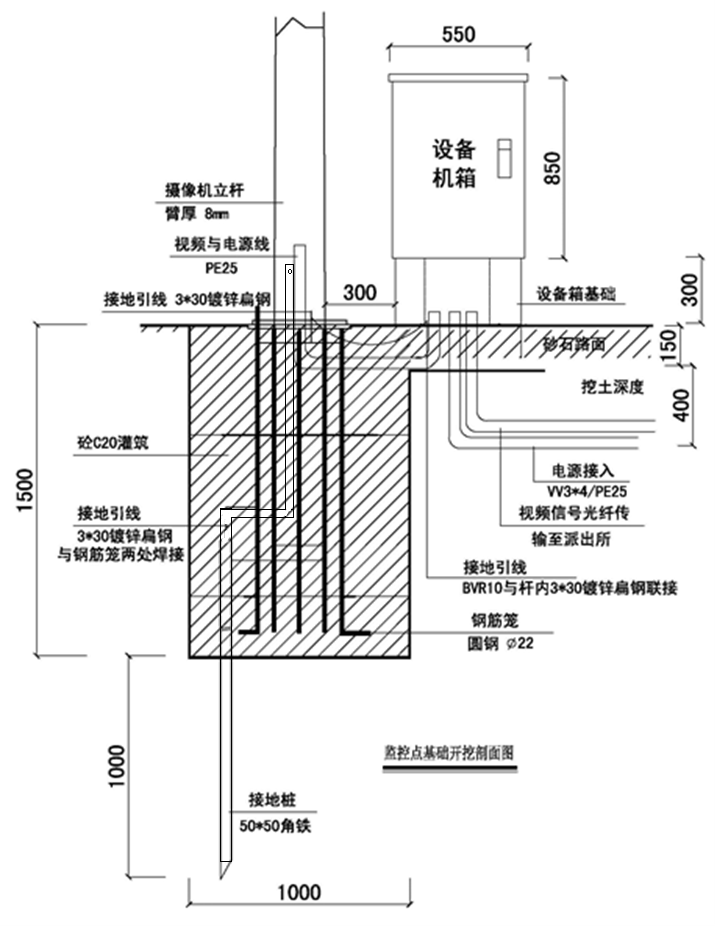 550
设备
机箱
850
摄像机立杆
臂厚 8mm
视频与电源线
PE25
接地引线 3*30镀锌扁钢
300
设备箱基础
300
砂石路面
150
挖土深度
400
砼C20灌筑
1500
电源接入
VV3*4/PE25
接地引线
3*30镀锌扁钢
与钢筋笼两处焊接
视频信号光纤传
输至派出所
接地引线
BVR10与杆内3*30镀锌扁钢联接
钢筋笼
圆钢 ∅22
监控点基础开挖剖面图
1000
接地桩
50*50角铁
1000